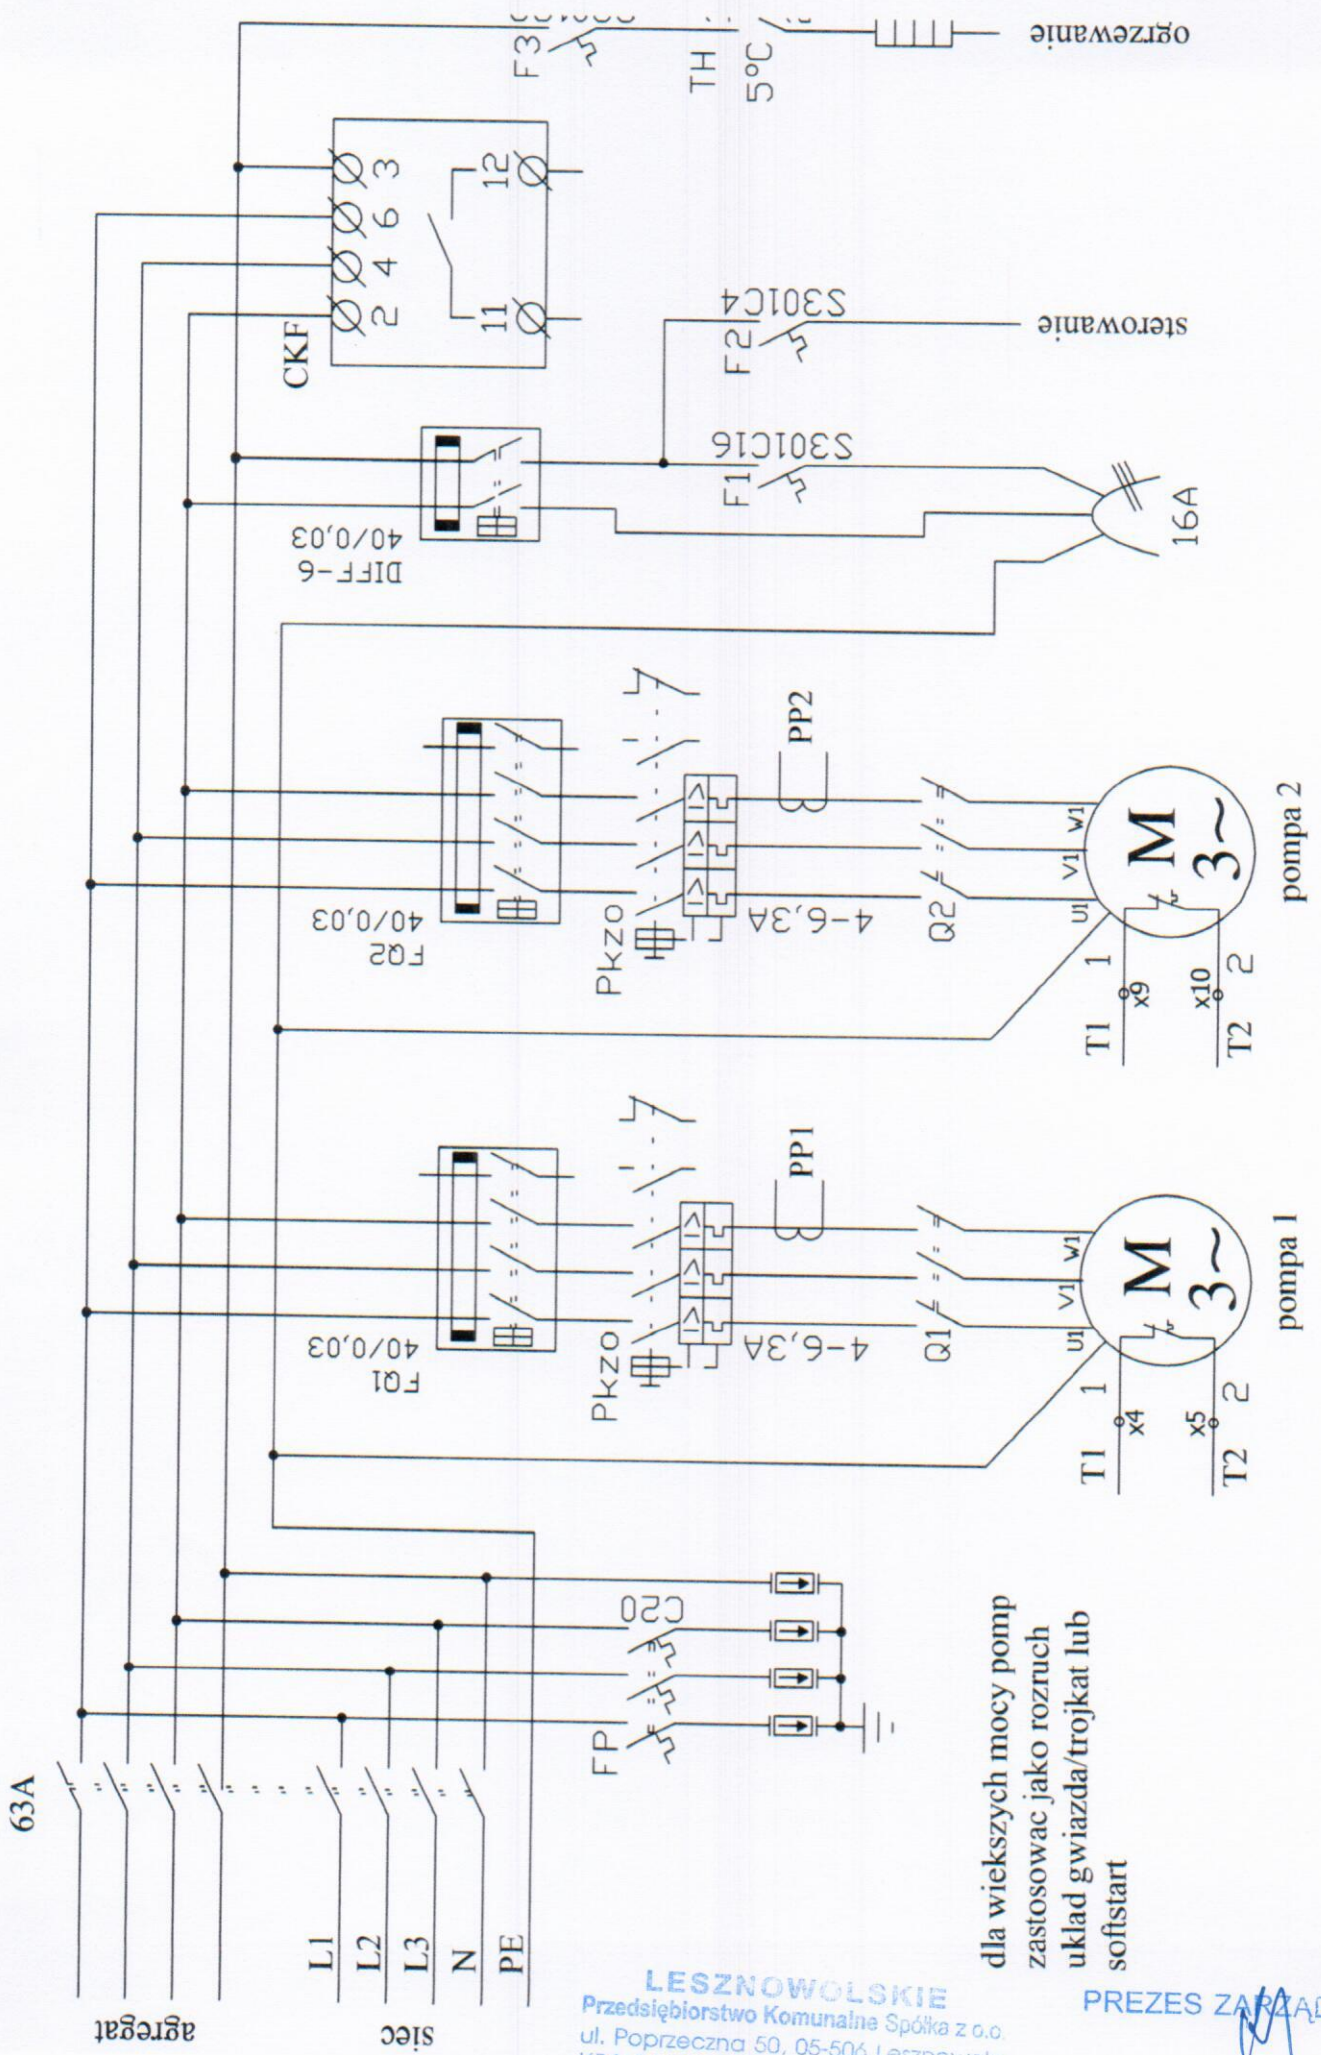 63A
agregat
siec
L1
L2
L3
N
PE
FP
C20
FQ1
40/0,03
Pkzo
4-6,3A
PP1
Q1
U1
V1
W1
M
3~
T1
1
x4
x5
T2
2
pompa 1
FQ2
40/0,03
Pkzo
4-6,3A
PP2
Q2
U1
V1
W1
M
3~
T1
1
x9
x10
T2
2
pompa 2
DIFF-6
40/0,03
F1
S301C16
16A
F2
S301C4
sterowanie
CKF
2
4
6
3
11
12
F3
TH
5°C
ogrzewanie
dla wiekszych mocy pomp
zastosowac jako rozruch
uklad gwiazda/trojkat lub
softstart
LESZNOWOLSKIE
Przedsiębiorstwo Komunalne Spółka z o.o.
ul. Poprzeczna 50, 05-506
PREZES